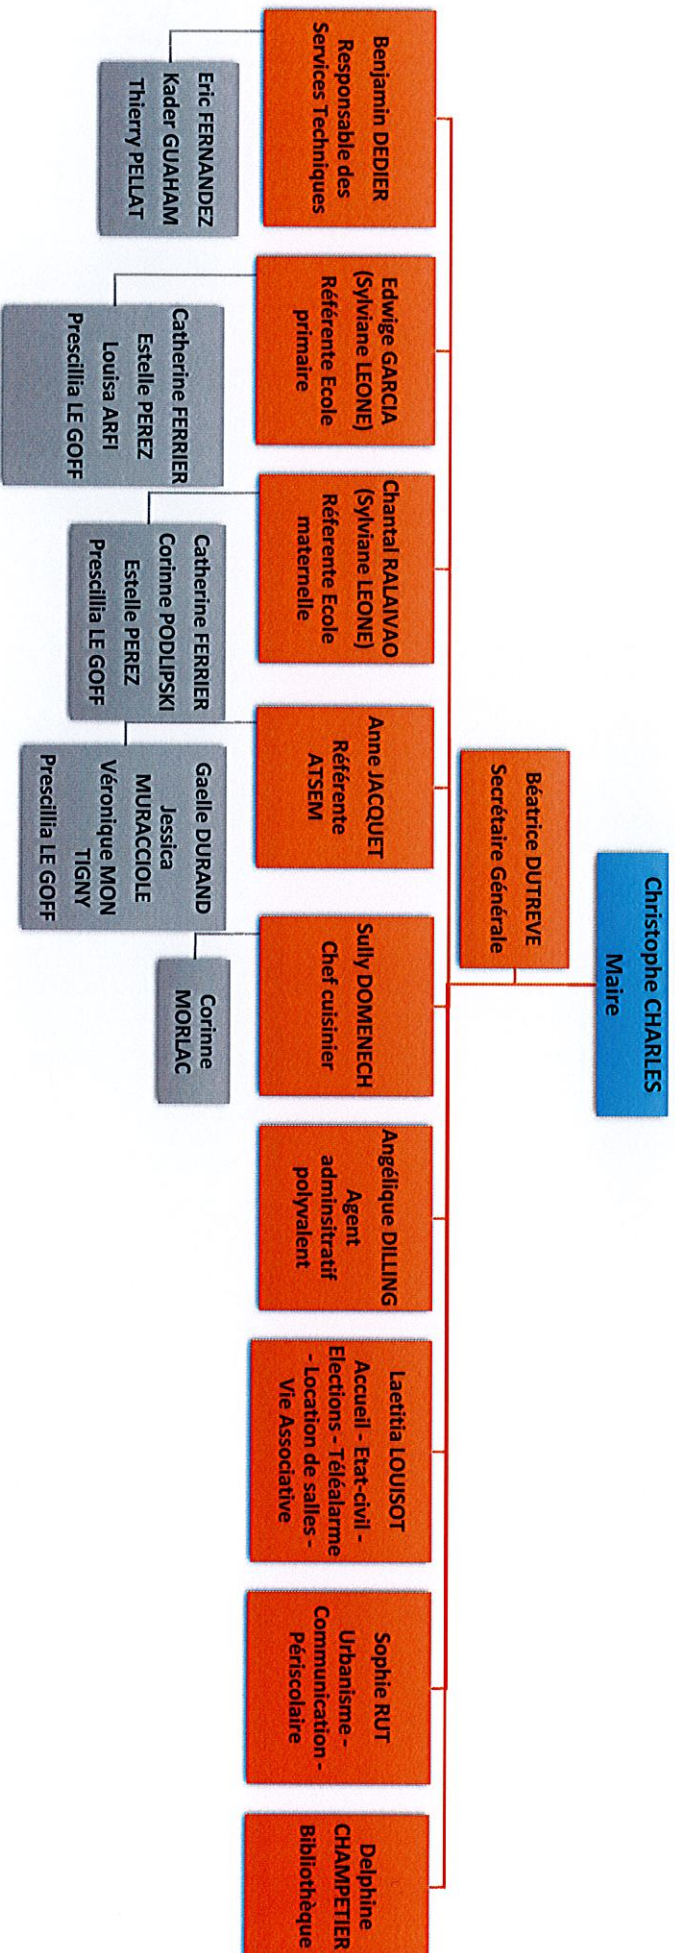 Christophe CHARLES
Maire
Béatrice DUTREVE
Secrétaire Générale
Benjamin DEDIER
Responsable des
Services Techniques
Edwige GARCIA
(Sylviane LEONE)
Référente Ecole
primaire
Chantal RALAIVAO
(Sylviane LEONE)
Réferente Ecole
maternelle
Anne JACQUET
Référente
ATSEM
Sully DOMENECH
Chef cuisinier
Angélique DILLING
Agent
adminsitratif
polyvalent
Laetitia LOUISOT
Accueil - Etat-civil -
Elections - Téléalarme
- Location de salles -
Vie Associative
Sophie RUT
Urbanisme -
Communication -
Périscolaire
Delphine
CHAMPETIER
Bibliothèque
Eric FERNANDEZ
Kader GUAHAM
Thierry PELLAT
Catherine FERRIER
Estelle PEREZ
Louisa ARFI
Prescillia LE GOFF
Catherine FERRIER
Corinne PODLIPSKI
Estelle PEREZ
Prescillia LE GOFF
Gaelle DURAND
Jessica
MURACCIOLE
Véronique MON
TIGNY
Prescillia LE GOFF
Corinne
MORLAC